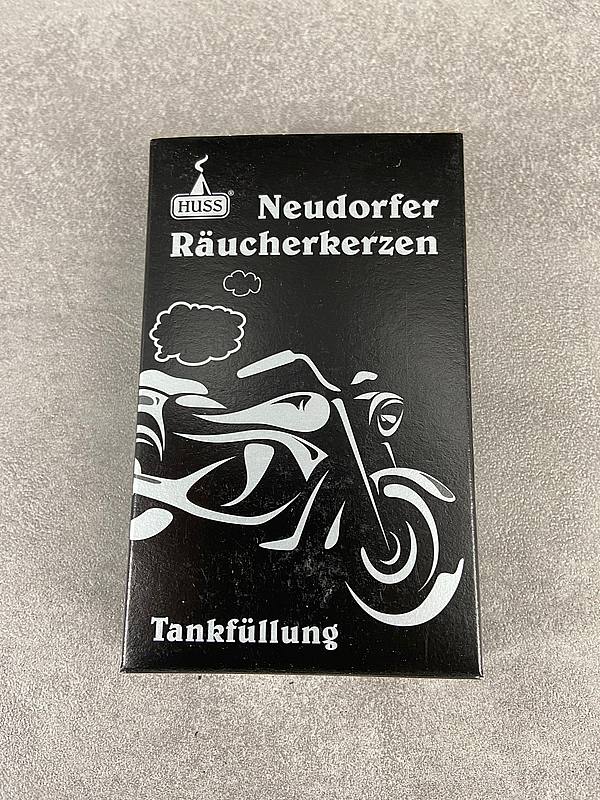 HUSS®
Neudorfer
Räucherkerzen
Tankfüllung